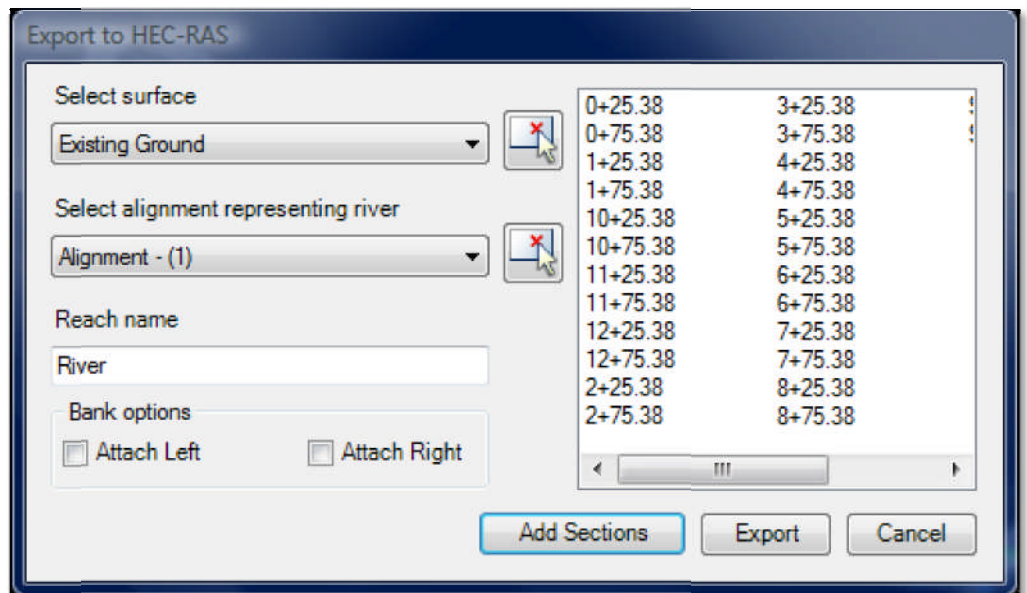 Export to HEC-RAS
Select surface
Existing Ground
Select alignment representing river
Alignment - (1)
Reach name
River
Bank options
Attach Left
Attach Right
0+25.38
0+75.38
1+25.38
1+75.38
10+25.38
10+75.38
11+25.38
11+75.38
12+25.38
12+75.38
2+25.38
2+75.38
3+25.38
3+75.38
4+25.38
4+75.38
5+25.38
5+75.38
6+25.38
6+75.38
7+25.38
7+75.38
8+25.38
8+75.38
Add Sections
Export
Cancel